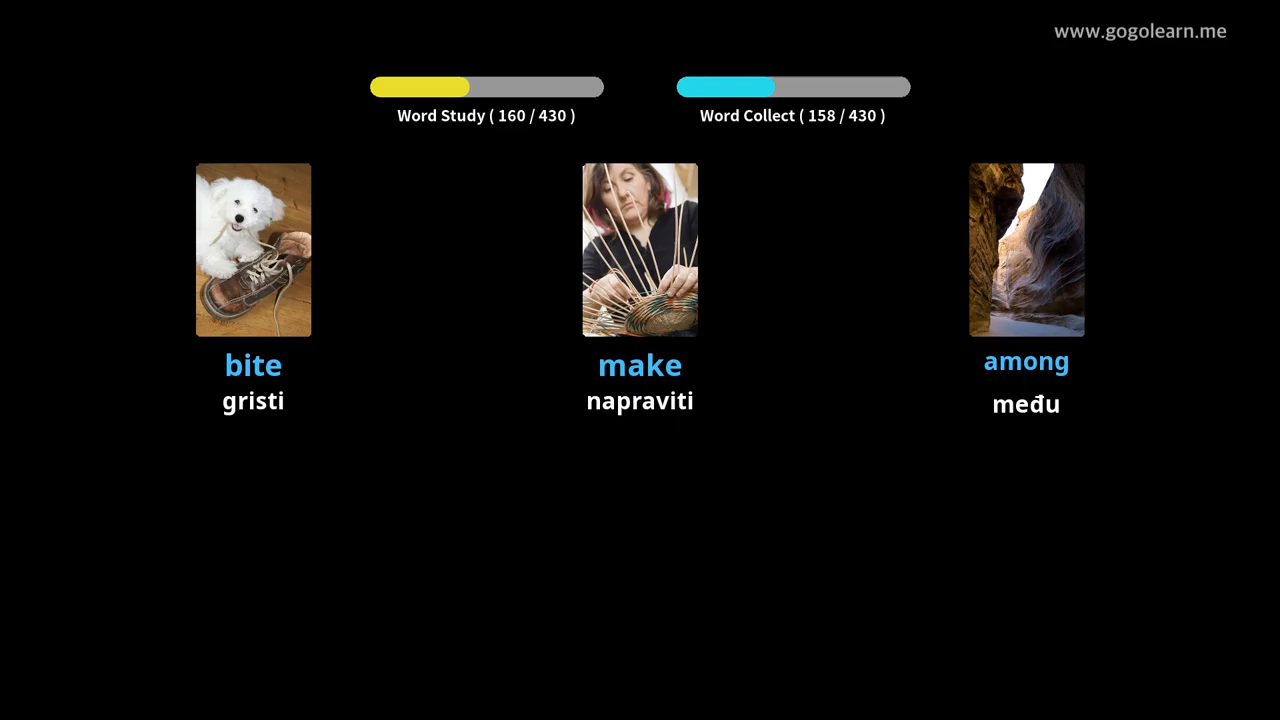 www.gogolearn.me
Word Study ( 160 / 430 )
Word Collect ( 158 / 430 )
bite
gristi
make
napraviti
among
među